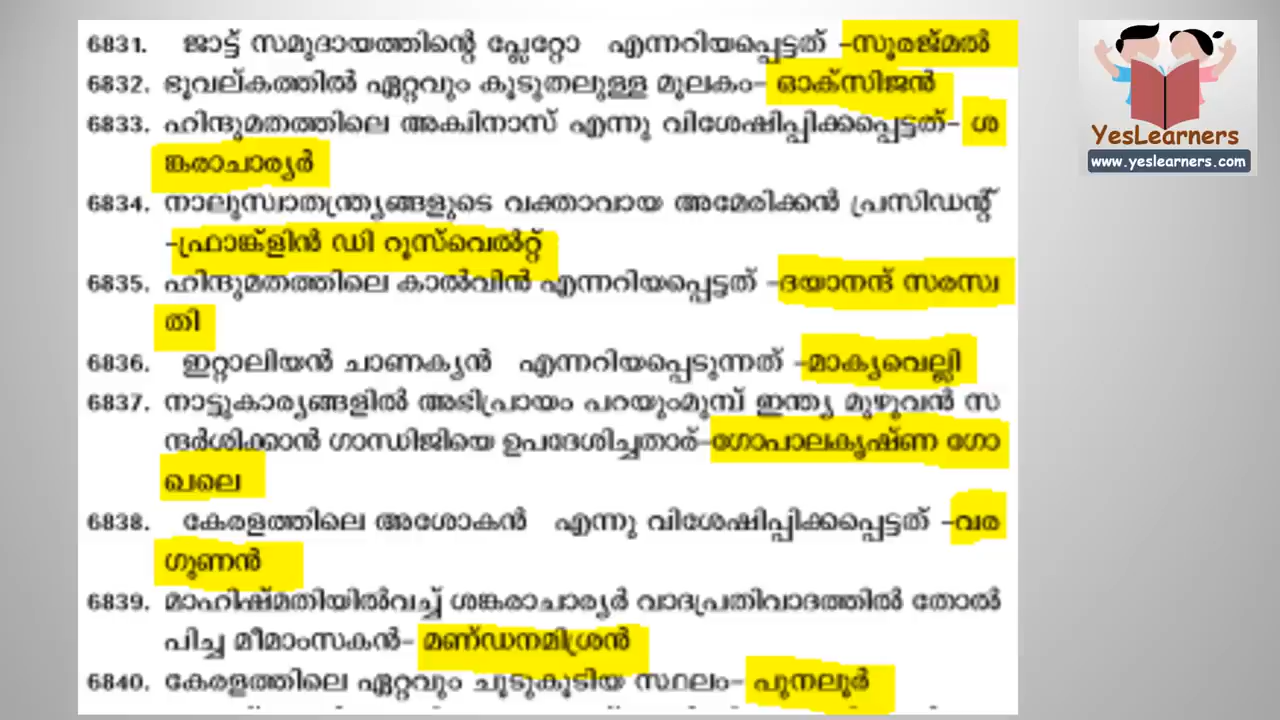 6831. ജാട്ട് സമുദായത്തിന്റെ പ്ലേറ്റോ എന്നറിയപ്പെട്ടത് -സൂരജ്മൽ
6832. ഭൂവല്കത്തിൽ ഏറ്റവും കൂടുതലുള്ള മൂലകം- ഓക്സിജൻ
6833. ഹിന്ദുമതത്തിലെ അക്വിനാസ് എന്നു വിശേഷിപ്പിക്കപ്പെട്ടത്- ശ
ങ്കരാചാര്യർ
6834. നാലുസ്വാതന്ത്ര്യങ്ങളുടെ വക്താവായ അമേരിക്കൻ പ്രസിഡന്റ്
-ഫ്രാങ്ക്ളിൻ ഡി റൂസ്‌വെൽറ്റ്
6835. ഹിന്ദുമതത്തിലെ കാൽവിൻ എന്നറിയപ്പെട്ടത് -ദയാനന്ദ് സരസ്വ
തി
6836. ഇറ്റാലിയൻ ചാണക്യൻ എന്നറിയപ്പെടുന്നത് -മാക്യവെല്ലി
6837. നാട്ടുകാര്യങ്ങളിൽ അഭിപ്രായം പറയുംമുമ്പ് ഇന്ത്യ മുഴുവൻ സ
ന്ദർശിക്കാൻ ഗാന്ധിജിയെ ഉപദേശിച്ചതാര്-ഗോപാലകൃഷ്ണ ഗോ
ഖലെ
6838. കേരളത്തിലെ അശോകൻ എന്നു വിശേഷിപ്പിക്കപ്പെട്ടത് -വര
ഗുണൻ
6839. മാഹിഷ്മതിയിൽവച്ച് ശങ്കരാചാര്യർ വാദപ്രതിവാദത്തിൽ തോൽ
പിച്ച മീമാംസകൻ- മണ്ഡനമിശ്രൻ
6840. കേരളത്തിലെ ഏറ്റവും ചൂടുകൂടിയ സ്ഥലം- പുനലൂർ
YesLearners
www.yeslearners.com